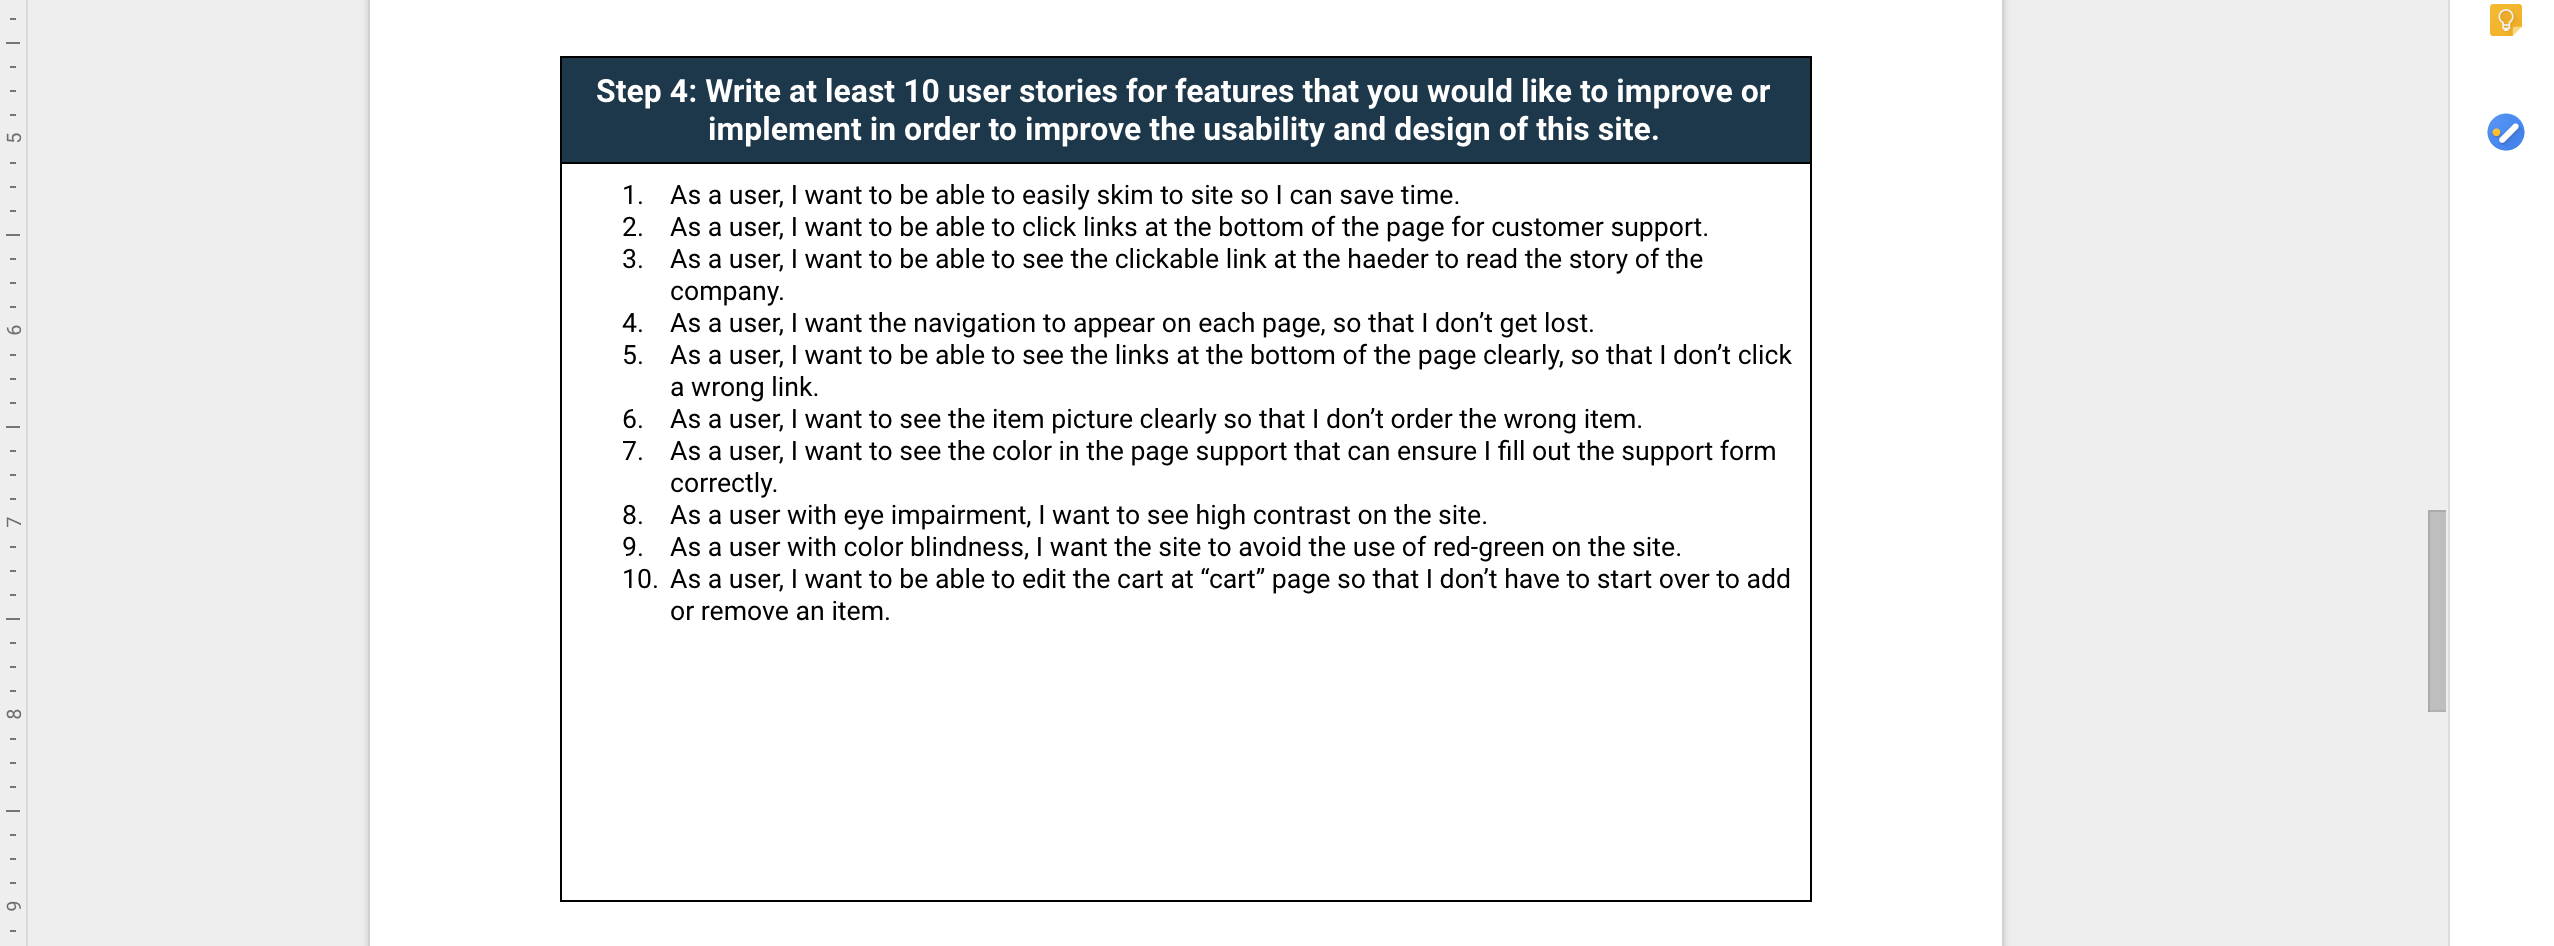 Step 4: Write at least 10 user stories for features that you would like to improve or
implement in order to improve the usability and design of this site.
1. As a user, I want to be able to easily skim to site so I can save time.
2. As a user, I want to be able to click links at the bottom of the page for customer support.
3. As a user, I want to be able to see the clickable link at the haeder to read the story of the
company.
4. As a user, I want the navigation to appear on each page, so that I don’t get lost.
5. As a user, I want to be able to see the links at the bottom of the page clearly, so that I don’t click
a wrong link.
6. As a user, I want to see the item picture clearly so that I don’t order the wrong item.
7. As a user, I want to see the color in the page support that can ensure I fill out the support form
correctly.
8. As a user with eye impairment, I want to see high contrast on the site.
9. As a user with color blindness, I want the site to avoid the use of red-green on the site.
10. As a user, I want to be able to edit the cart at “cart” page so that I don’t have to start over to add
or remove an item.
5
6
7
8
9